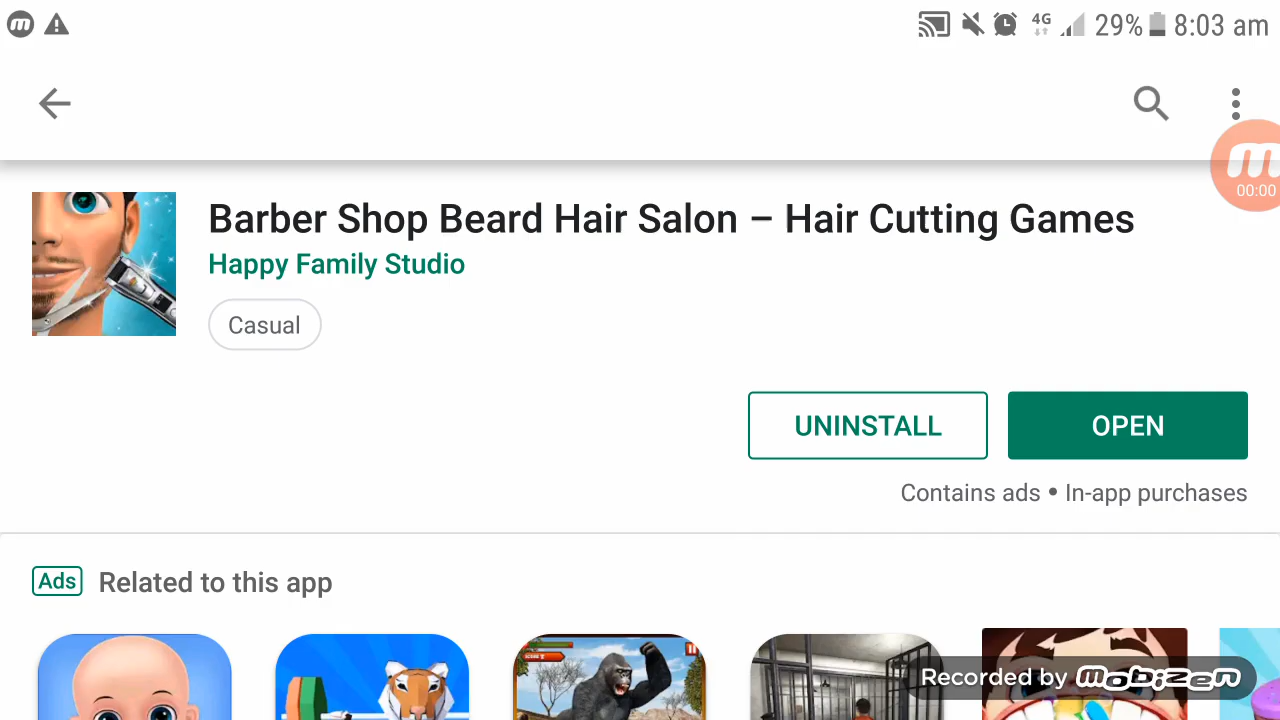 m
4G 29% 8:03 am
m
00:00
Barber Shop Beard Hair Salon – Hair Cutting Games
Happy Family Studio
Casual
UNINSTALL
OPEN
Contains ads • In-app purchases
Ads Related to this app
Recorded by mobizen